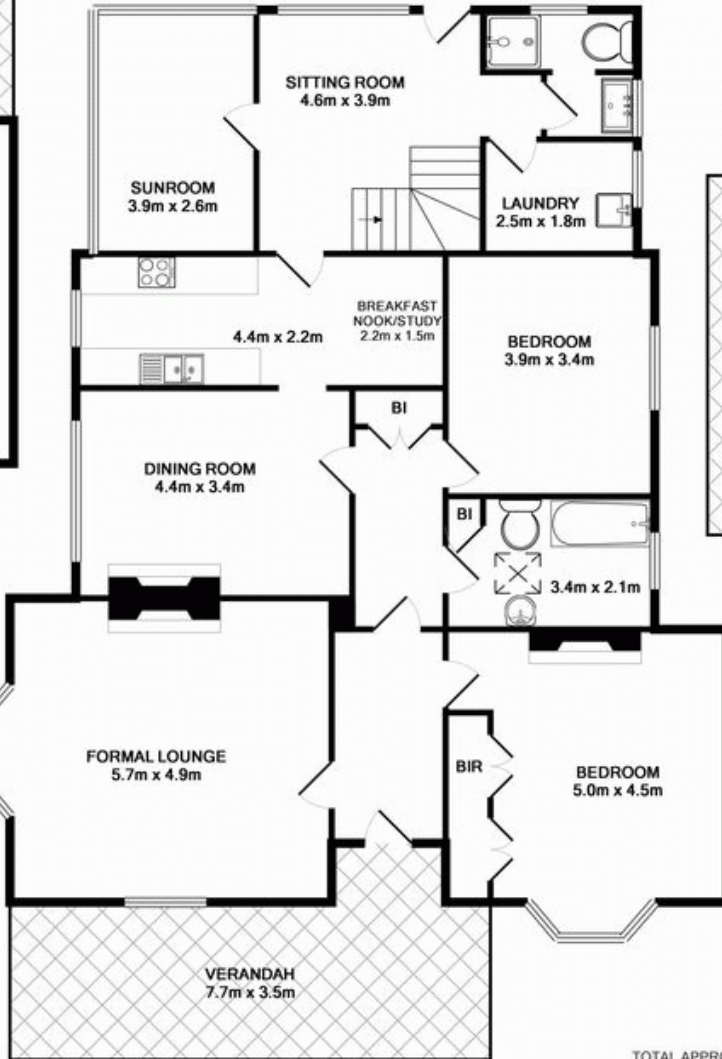 SITTING ROOM
4.6m x 3.9m
SUNROOM
3.9m x 2.6m
LAUNDRY
2.5m x 1.8m
BREAKFAST
NOOK/STUDY
2.2m x 1.5m
4.4m x 2.2m
BEDROOM
3.9m x 3.4m
BI
DINING ROOM
4.4m x 3.4m
BI
3.4m x 2.1m
FORMAL LOUNGE
5.7m x 4.9m
BIR
BEDROOM
5.0m x 4.5m
VERANDAH
7.7m x 3.5m
TOTAL